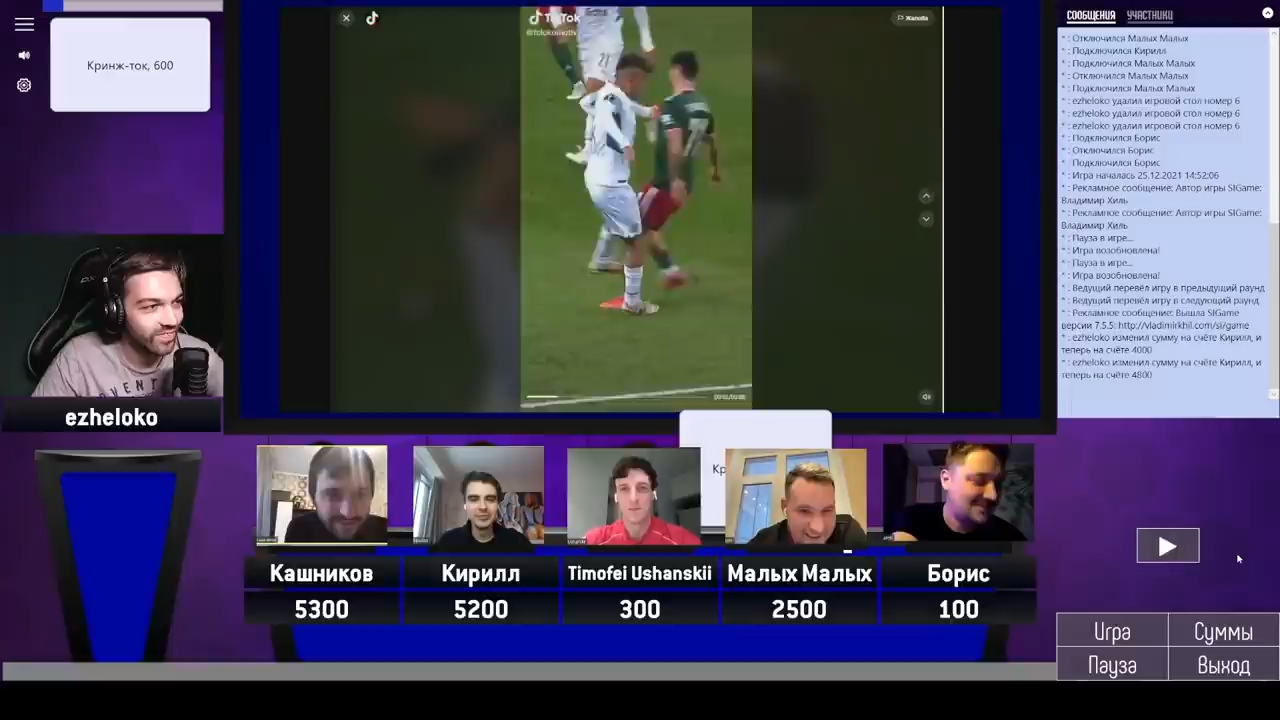 Кринж-ток, 600
TikTok
Жалоба
ezheloko
СООБЩЕНИЯ
УЧАСТНИКИ
* : Отключился Малых Малых
* : Подключился Кирилл
* : Подключился Малых Малых
* : Отключился Малых Малых
* : Подключился Малых Малых
* : ezheloko удалил игровой стол номер 6
* : ezheloko удалил игровой стол номер 6
* : ezheloko удалил игровой стол номер 6
* : Подключился Борис
* : Отключился Борис
* : Подключился Борис
* : Игра началась 25.12.2021 14:52:06
* : Рекламное сообщение: Автор игры SIGame:
Владимир Хиль
* : Рекламное сообщение: Автор игры SIGame:
Владимир Хиль
* : Пауза в игре...
* : Игра возобновлена!
* : Пауза в игре...
* : Игра возобновлена!
* : Ведущий перевёл игру в предыдущий раунд
* : Ведущий перевёл игру в следующий раунд
* : Рекламное сообщение: Вышла SIGame
версии 7.5.5: http://vladimirkhil.com/si/game
* : ezheloko изменил сумму на счёте Кирилл, и
теперь на счёте 4000
* : ezheloko изменил сумму на счёте Кирилл, и
теперь на счёте 4800
Кр
Кашников
Кирилл
Timofei Ushanskii
Малых Малых
Борис
5300
5200
300
2500
100
Игра
Суммы
Пауза
Выход